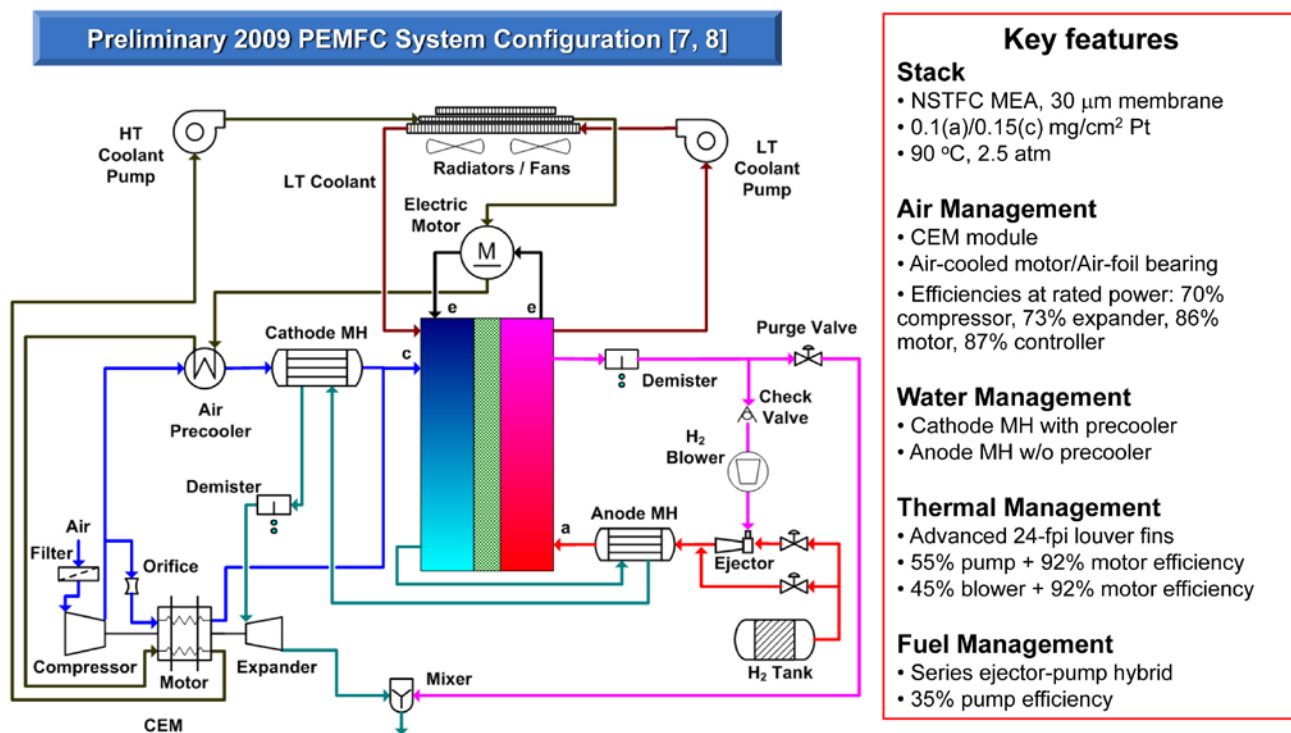 Preliminary 2009 PEMFC System Configuration [7, 8]
HT
Coolant
Pump
Radiators / Fans
LT Coolant
LT
Coolant
Pump
Electric
Motor
M
e
e
Cathode MH
c
Purge Valve
Air
Precooler
Demister
Check
Valve
H₂
Blower
Demister
Anode MH
a
Air
Filter
Orifice
Ejector
Compressor
Motor
Expander
H₂ Tank
Mixer
CEM
Key features
Stack
• NSTFC MEA, 30 μm membrane
• 0.1(a)/0.15(c) mg/cm² Pt
• 90 ºC, 2.5 atm
Air Management
• CEM module
• Air-cooled motor/Air-foil bearing
• Efficiencies at rated power: 70%
compressor, 73% expander, 86%
motor, 87% controller
Water Management
• Cathode MH with precooler
• Anode MH w/o precooler
Thermal Management
• Advanced 24-fpi louver fins
• 55% pump + 92% motor efficiency
• 45% blower + 92% motor efficiency
Fuel Management
• Series ejector-pump hybrid
• 35% pump efficiency